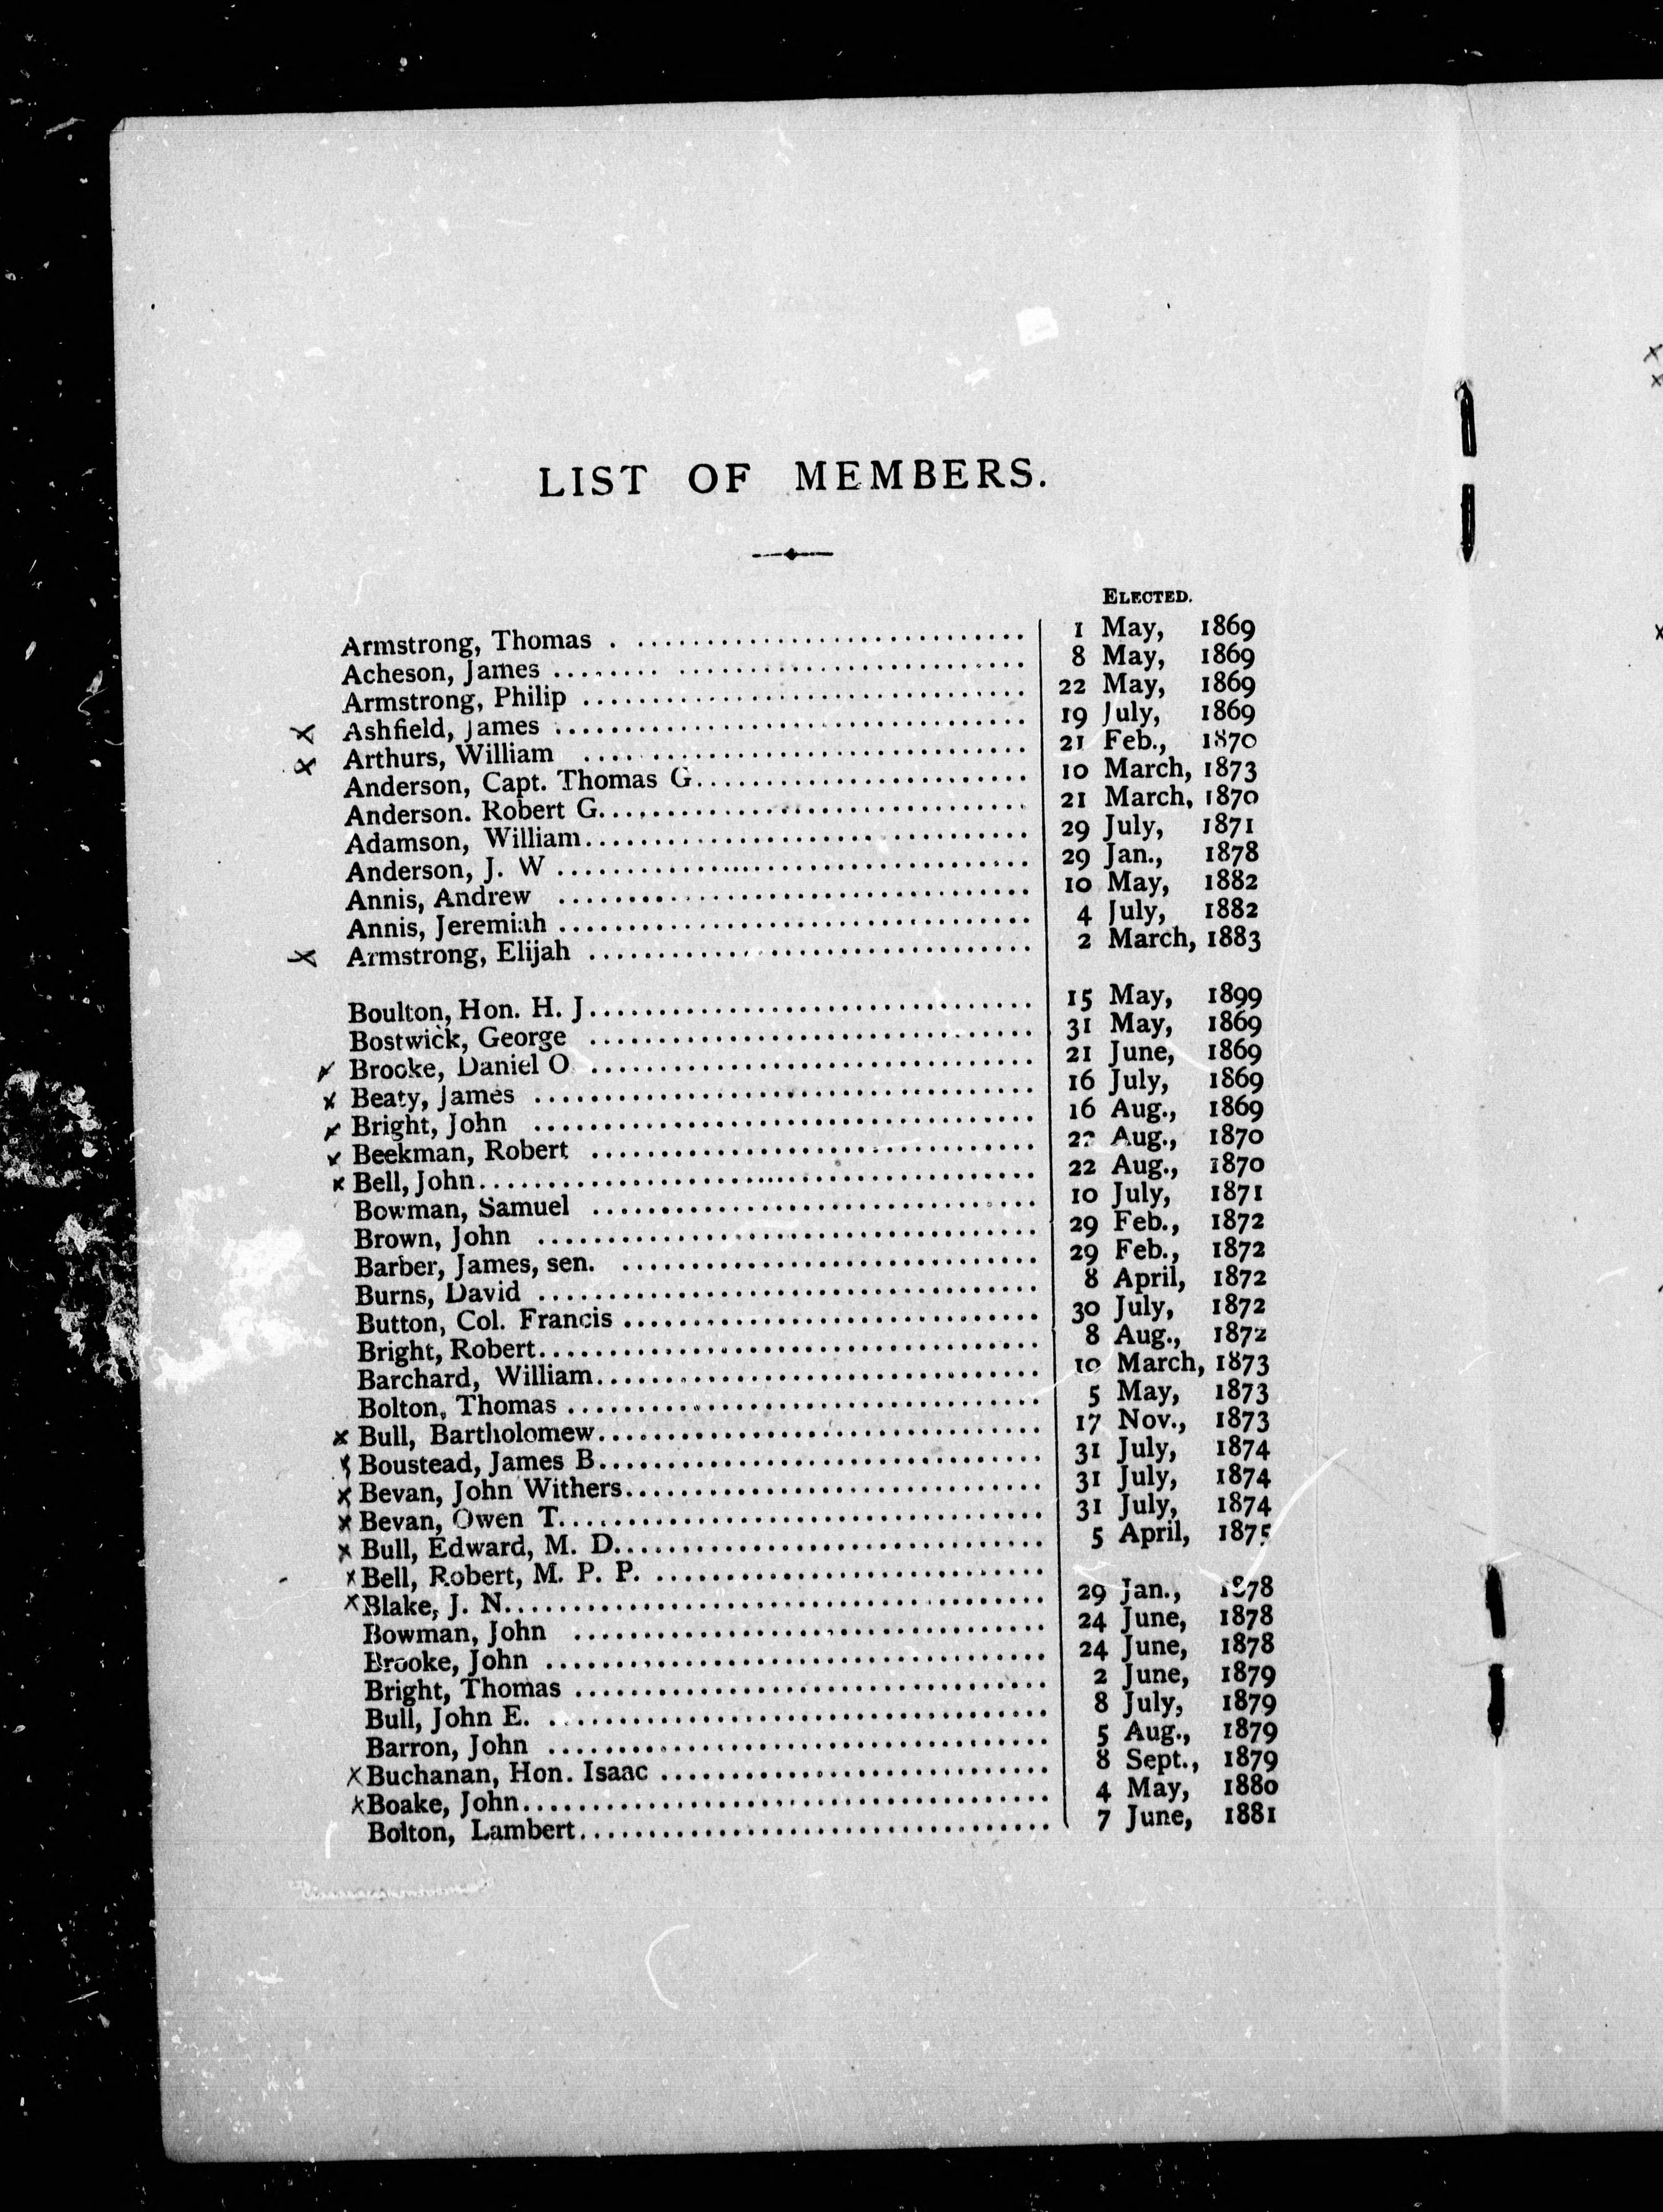 LIST OF MEMBERS.
ELECTED.
Armstrong, Thomas 1 May, 1869
Acheson, James 8 May, 1869
Armstrong, Philip 22 May, 1869
x Ashfield, James 19 July, 1869
x Arthurs, William 21 Feb., 1870
Anderson, Capt. Thomas G. 10 March, 1873
Anderson. Robert G. 21 March, 1870
Adamson, William 29 July, 1871
Anderson, J. W 29 Jan., 1878
Annis, Andrew 10 May, 1882
Annis, Jeremiah 4 July, 1882
x Armstrong, Elijah 2 March, 1883
Boulton, Hon. H. J. 15 May, 1899
Bostwick, George 31 May, 1869
x Brooke, Daniel O 21 June, 1869
x Beaty, James 16 July, 1869
x Bright, John 16 Aug., 1869
x Beekman, Robert 22 Aug., 1870
x Bell, John 22 Aug., 1870
Bowman, Samuel 10 July, 1871
Brown, John 29 Feb., 1872
Barber, James, sen. 29 Feb., 1872
Burns, David 8 April, 1872
Button, Col. Francis 30 July, 1872
Bright, Robert 8 Aug., 1872
Barchard, William 10 March, 1873
Bolton, Thomas 5 May, 1873
x Bull, Bartholomew 17 Nov., 1873
x Boustead, James B. 31 July, 1874
x Bevan, John Withers 31 July, 1874
x Bevan, Owen T. 31 July, 1874
x Bull, Edward, M. D. 5 April, 1875
x Bell, Robert, M. P. P.
x Blake, J. N. 29 Jan., 1878
Bowman, John 24 June, 1878
Brooke, John 24 June, 1878
Bright, Thomas 2 June, 1879
Bull, John E. 8 July, 1879
Barron, John 5 Aug., 1879
x Buchanan, Hon. Isaac 8 Sept., 1879
x Boake, John 4 May, 1880
Bolton, Lambert 7 June, 1881